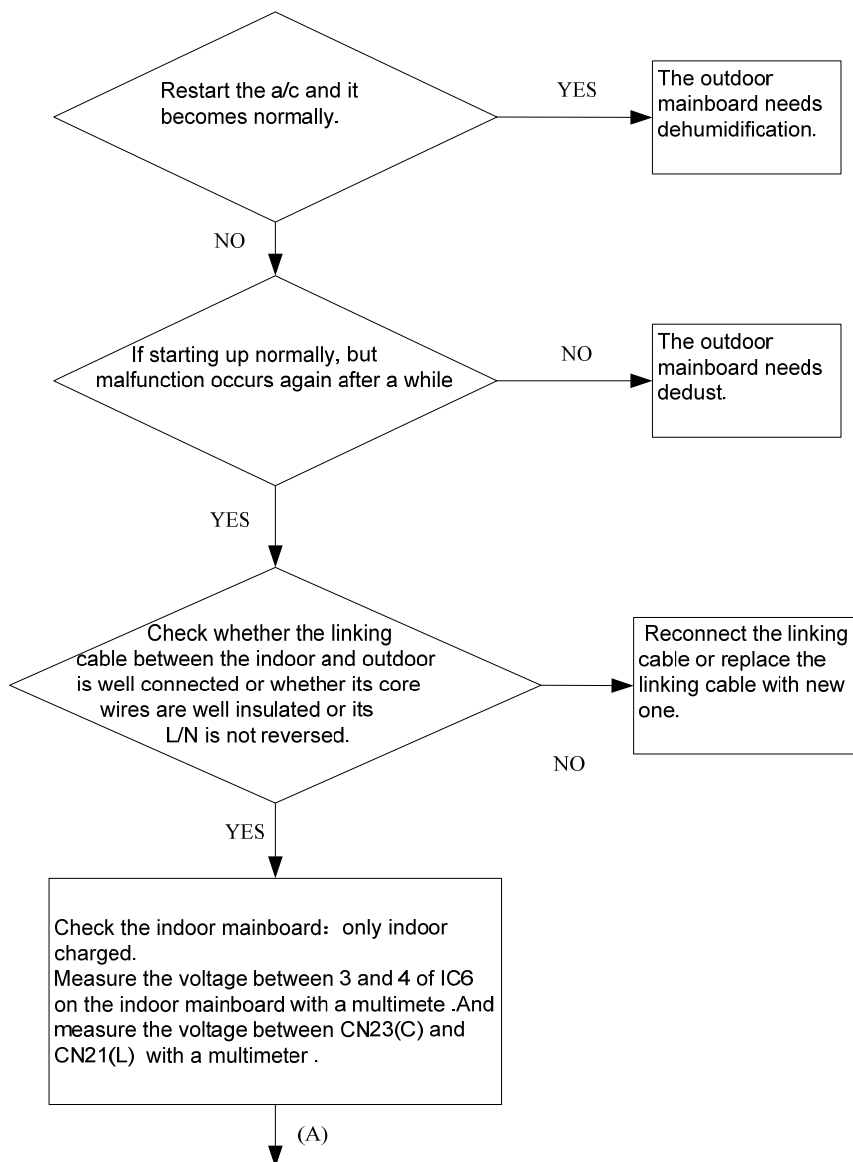 Restart the a/c and it
becomes normally.
YES
The outdoor
mainboard needs
dehumidification.
NO
If starting up normally, but
malfunction occurs again after a while
NO
The outdoor
mainboard needs
dedust.
YES
Check whether the linking
cable between the indoor and outdoor
is well connected or whether its core
wires are well insulated or its
L/N is not reversed.
NO
Reconnect the linking
cable or replace the
linking cable with new
one.
YES
Check the indoor mainboard：only indoor
charged.
Measure the voltage between 3 and 4 of IC6
on the indoor mainboard with a multimete .And
measure the voltage between CN23(C) and
CN21(L) with a multimeter .
(A)